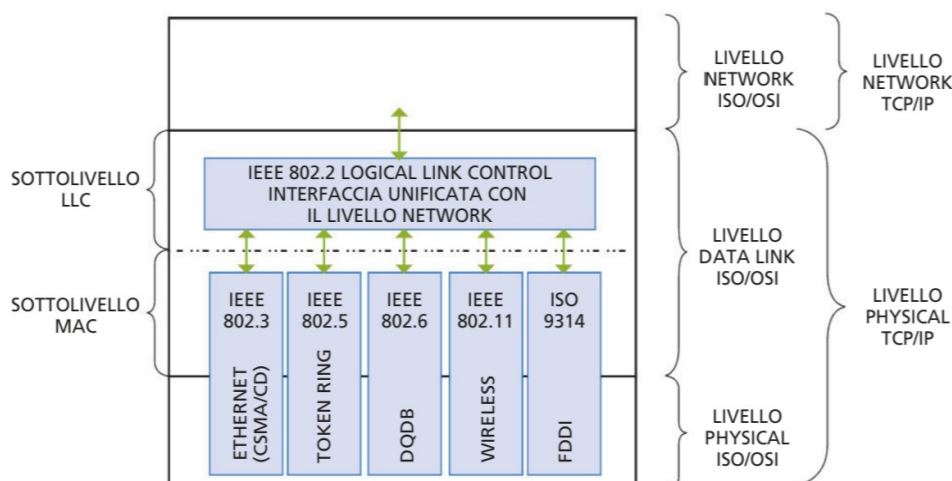 LIVELLO
NETWORK
ISO/OSI
LIVELLO
NETWORK
TCP/IP
SOTTOLIVELLO
LLC
IEEE 802.2 LOGICAL LINK CONTROL
INTERFACCIA UNIFICATA CON
IL LIVELLO NETWORK
LIVELLO
DATA LINK
ISO/OSI
SOTTOLIVELLO
MAC
IEEE
802.3
ETHERNET
(CSMA/CD)
IEEE
802.5
TOKEN RING
IEEE
802.6
DQDB
IEEE
802.11
WIRELESS
ISO
9314
FDDI
LIVELLO
PHYSICAL
TCP/IP
LIVELLO
PHYSICAL
ISO/OSI